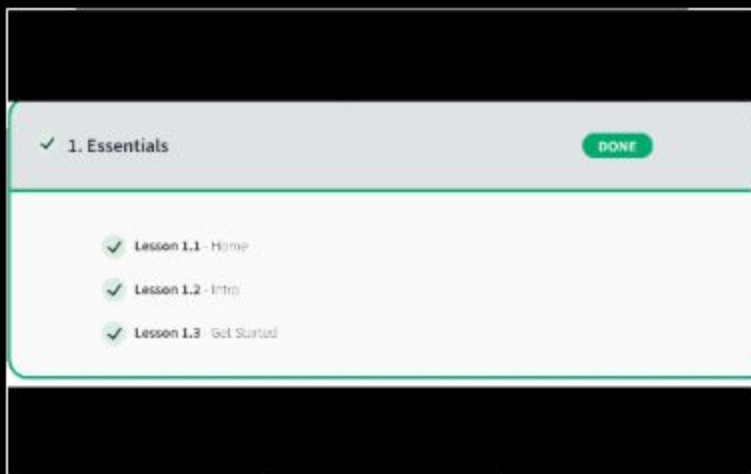 1. Essentials
DONE
Lesson 1.1 - Home
Lesson 1.2 - Intro
Lesson 1.3 - Get Started